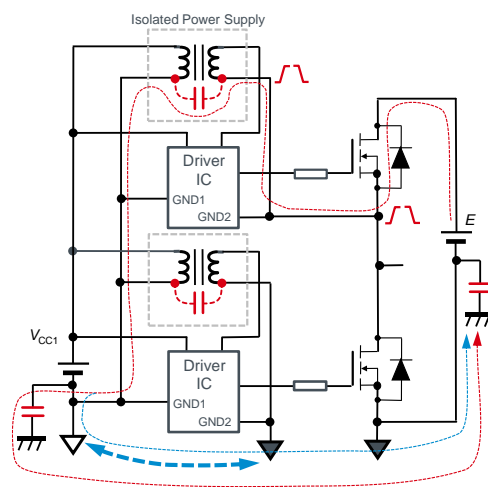 Isolated Power Supply
Driver
IC
GND1
GND2
E
VCC1
Driver
IC
GND1
GND2